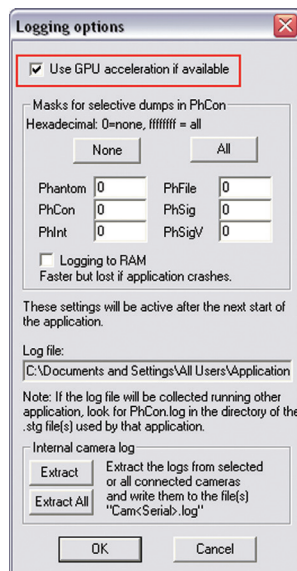 Logging options
Use GPU acceleration if available
Masks for selective dumps in PhCon
Hexadecimal: 0=none, ffffffff = all
None All
Phantom 0 PhFile 0
PhCon 0 PhSig 0
PhInt 0 PhSigV 0
Logging to RAM
Faster but lost if application crashes.
These settings will be active after the next start of
the application.
Log file:
C:\Documents and Settings\All Users\Application
Note: If the log file will be collected running other
application, look for PhCon.log in the directory of the
.stg file(s) used by that application.
Internal camera log
Extract
Extract All
Extract the logs from selected
or all connected cameras
and write them to the file(s)
"Cam<Serial>.log"
OK Cancel